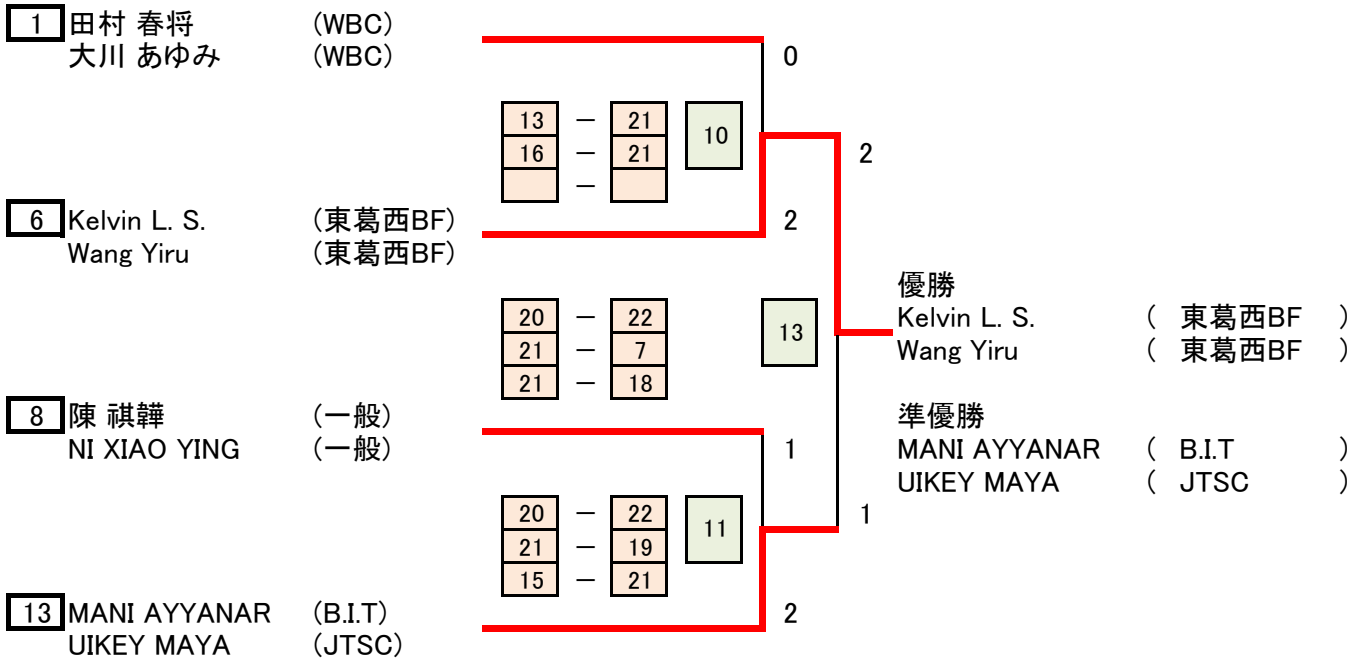 1 田村 春将 (WBC)
大川 あゆみ (WBC)
0
13 － 21 10
16 － 21
2
－
6 Kelvin L. S. (東葛西BF)
2
Wang Yiru (東葛西BF)
優勝
20 － 22 13
Kelvin L. S. ( 東葛西BF )
21 － 7
Wang Yiru ( 東葛西BF )
21 － 18
8 陳 祺韡 (一般)
準優勝
NI XIAO YING (一般)
1
MANI AYYANAR ( B.I.T )
UIKEY MAYA ( JTSC )
20 － 22 11
1
21 － 19
15 － 21
13 MANI AYYANAR (B.I.T)
2
UIKEY MAYA (JTSC)